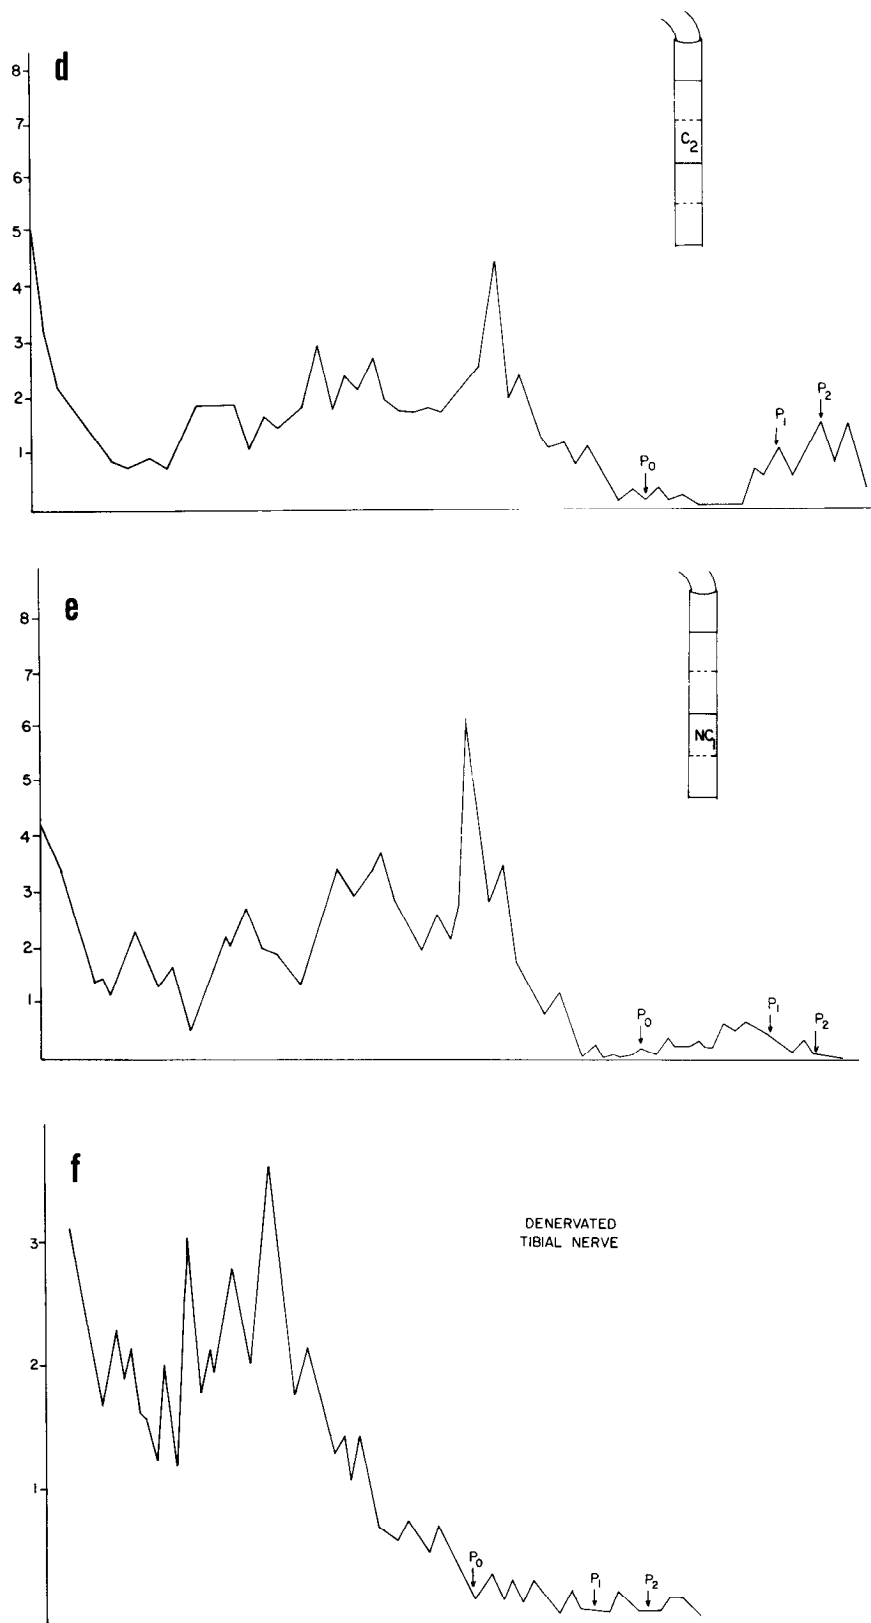 d
8
7
6
5
4
3
2
1
C₂
P₀
P₁
P₂
e
8
7
6
5
4
3
2
1
NC₁
P₀
P₁
P₂
f
3
2
1
DENERVATED
TIBIAL NERVE
P₀
P₁
P₂